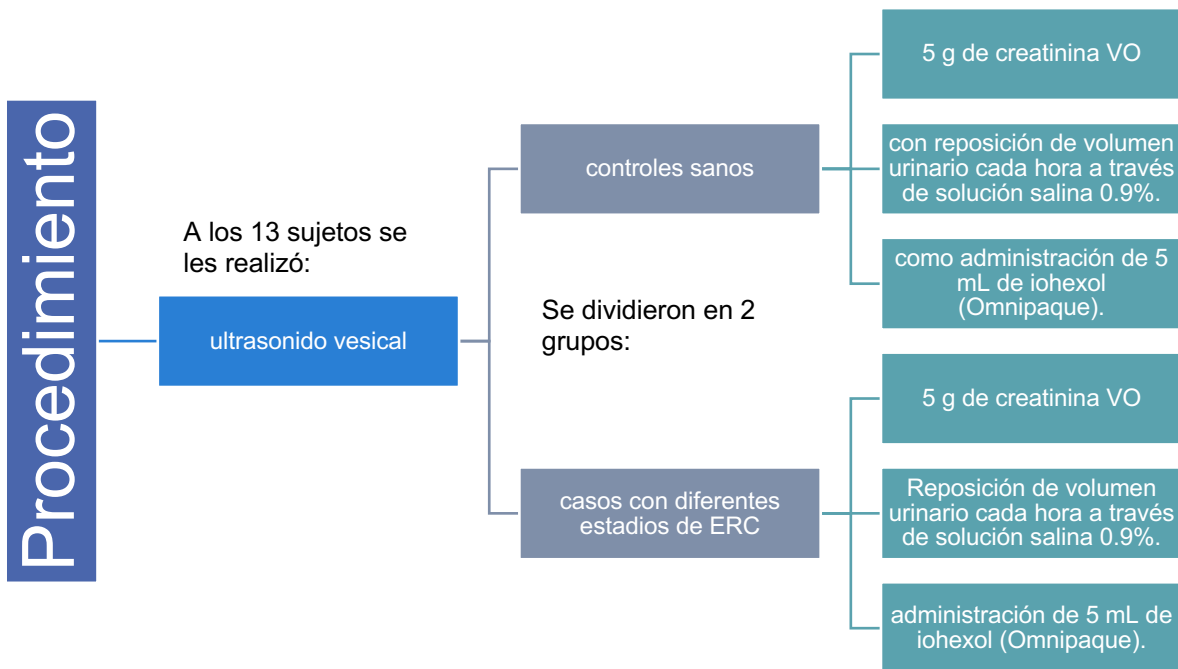 Procedimiento
A los 13 sujetos se
les realizó:
ultrasonido vesical
Se dividieron en 2
grupos:
controles sanos
5 g de creatinina VO
con reposición de volumen
urinario cada hora a través
de solución salina 0.9%.
como administración de 5
mL de iohexol
(Omnipaque).
casos con diferentes
estadios de ERC
5 g de creatinina VO
Reposición de volumen
urinario cada hora a través
de solución salina 0.9%.
administración de 5 mL de
iohexol (Omnipaque).